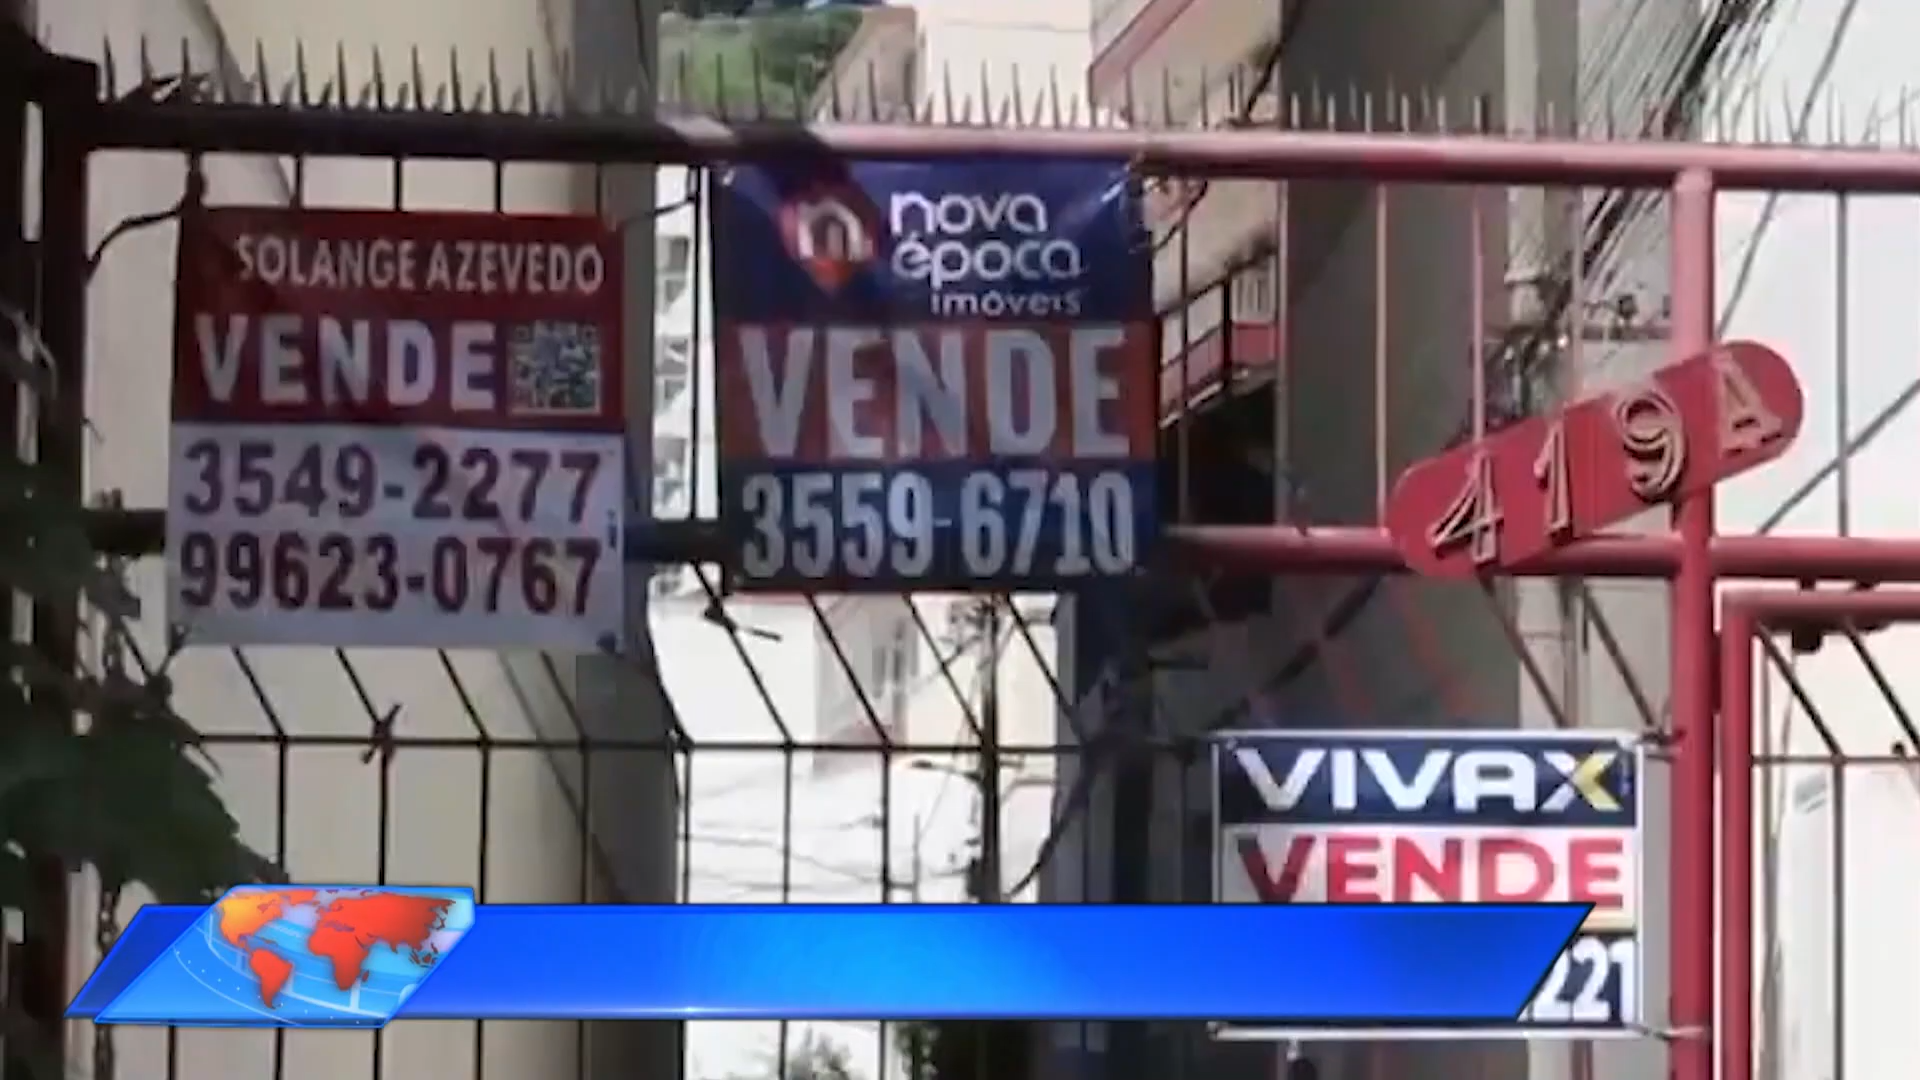 SOLANGE AZEVEDO
VENDE
3549-2277
99623-0767
nova
época
imóveis
VENDE
3559-6710
419A
VIVAX
VENDE
221